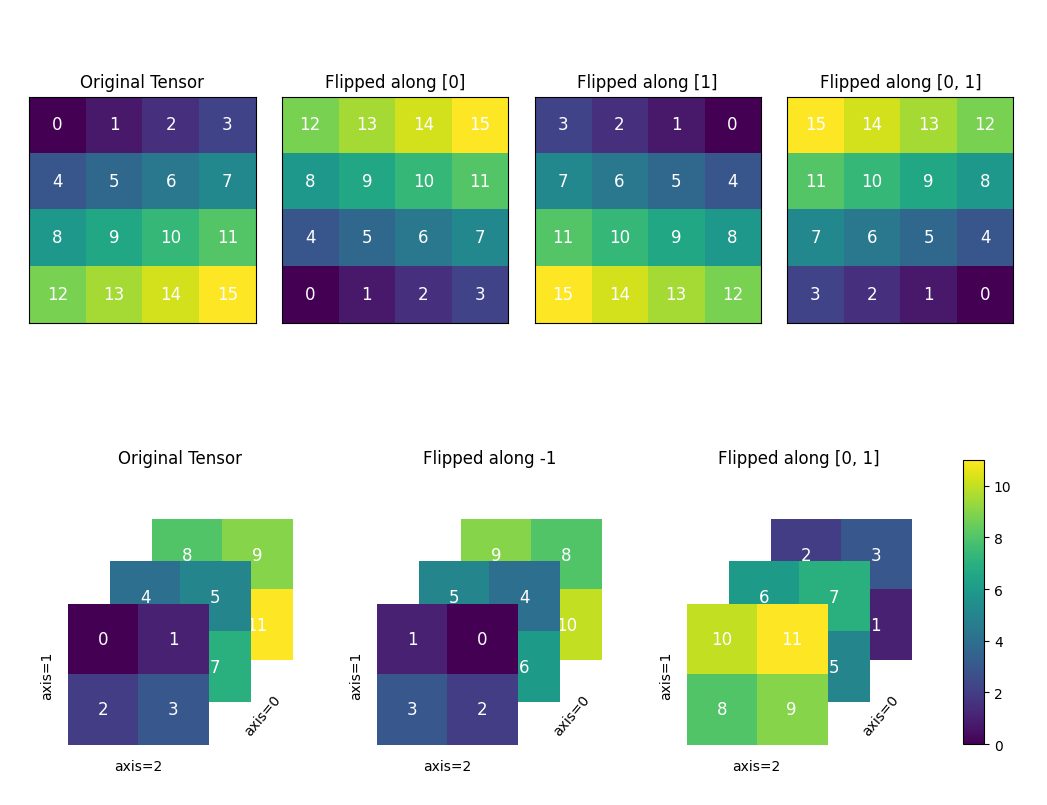 Original Tensor Flipped along [0] Flipped along [1] Flipped along [0, 1]
0 1 2 3 12 13 14 15 3 2 1 0 15 14 13 12
4 5 6 7 8 9 10 11 7 6 5 4 11 10 9 8
8 9 10 11 4 5 6 7 11 10 9 8 7 6 5 4
12 13 14 15 0 1 2 3 15 14 13 12 3 2 1 0
Original Tensor Flipped along -1 Flipped along [0, 1]
8 9 9 8 2 3
4 5 5 4 6 7
11 10 1
0 1 1 0 10 11
7 6 5
2 3 3 2 8 9
axis=1 axis=0 axis=1 axis=0 axis=1 axis=0
axis=2 axis=2 axis=2
10
8
6
4
2
0